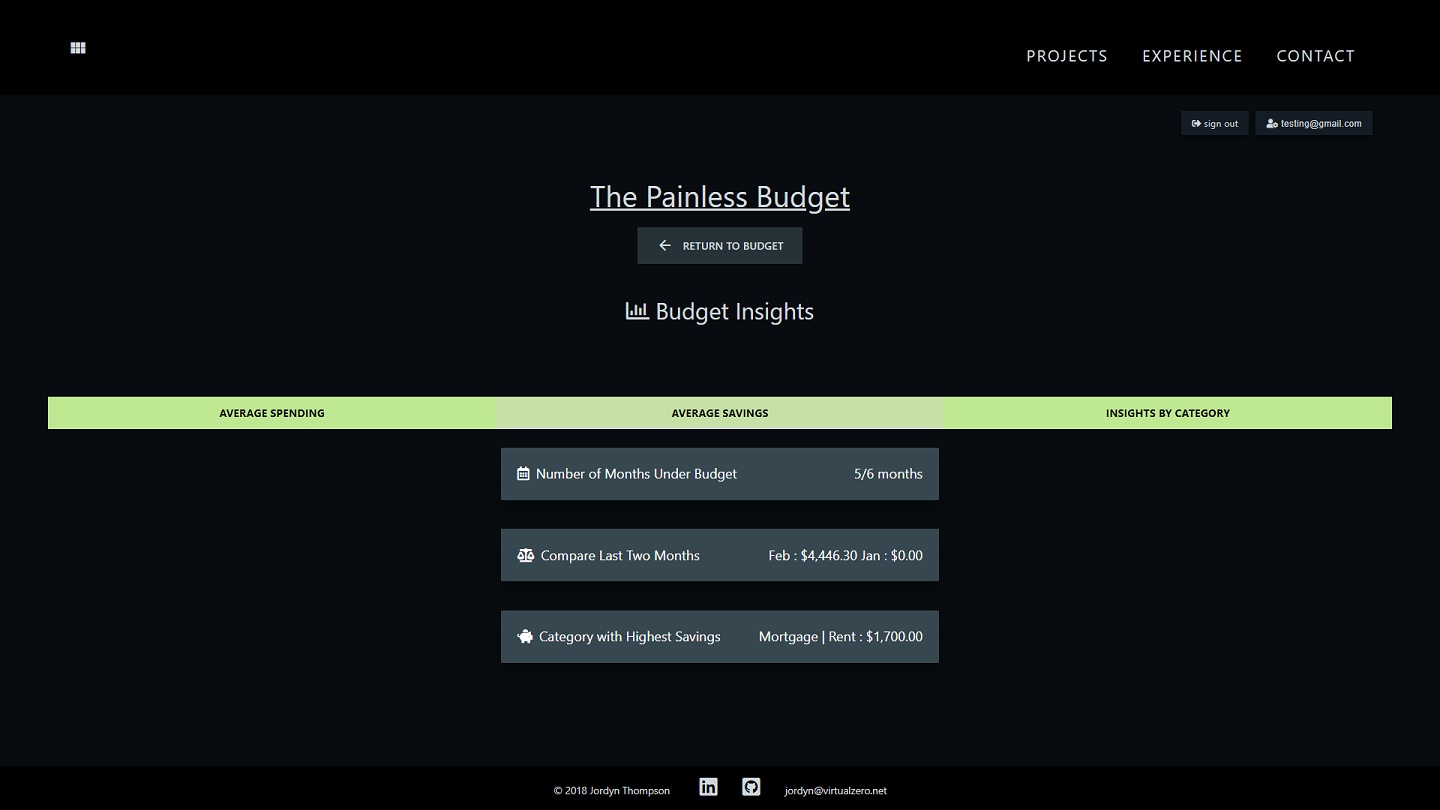 PROJECTS EXPERIENCE CONTACT
sign out testing@gmail.com
The Painless Budget
RETURN TO BUDGET
Budget Insights
AVERAGE SPENDING AVERAGE SAVINGS INSIGHTS BY CATEGORY
Number of Months Under Budget 5/6 months
Compare Last Two Months Feb : $4,446.30 Jan : $0.00
Category with Highest Savings Mortgage | Rent : $1,700.00
© 2018 Jordyn Thompson in jordyn@virtualzero.net